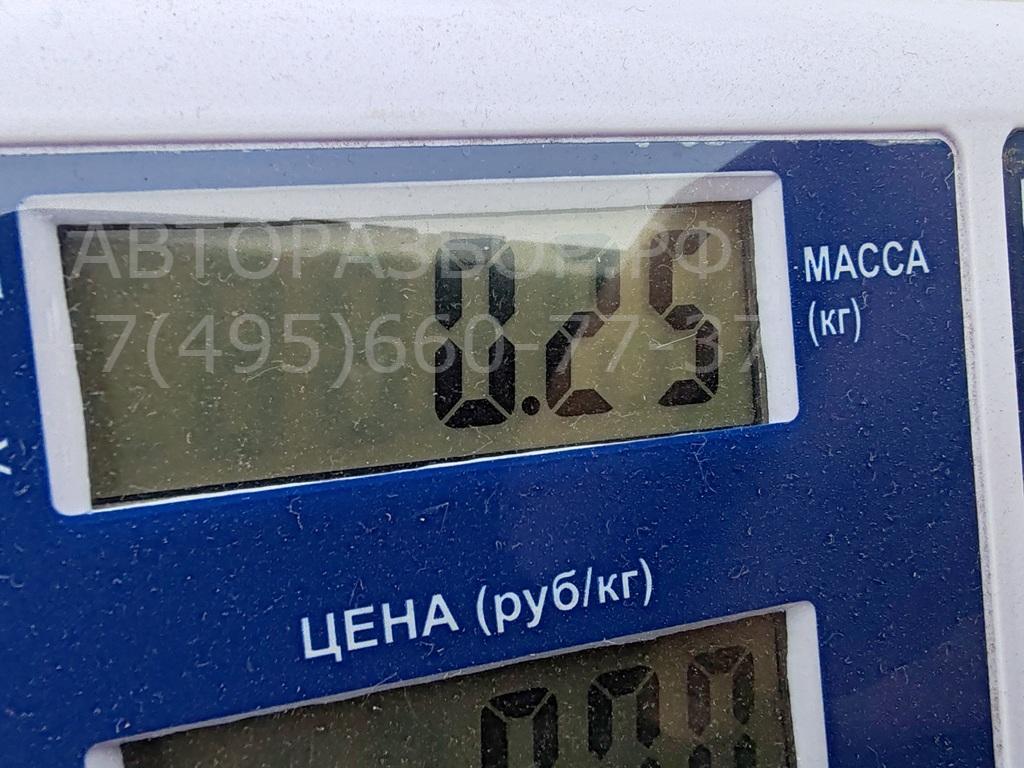 АВТОРАЗБОР.РФ
+7(495)660-77-37
0.25
МАССА
(кг)
ЦЕНА (руб/кг)